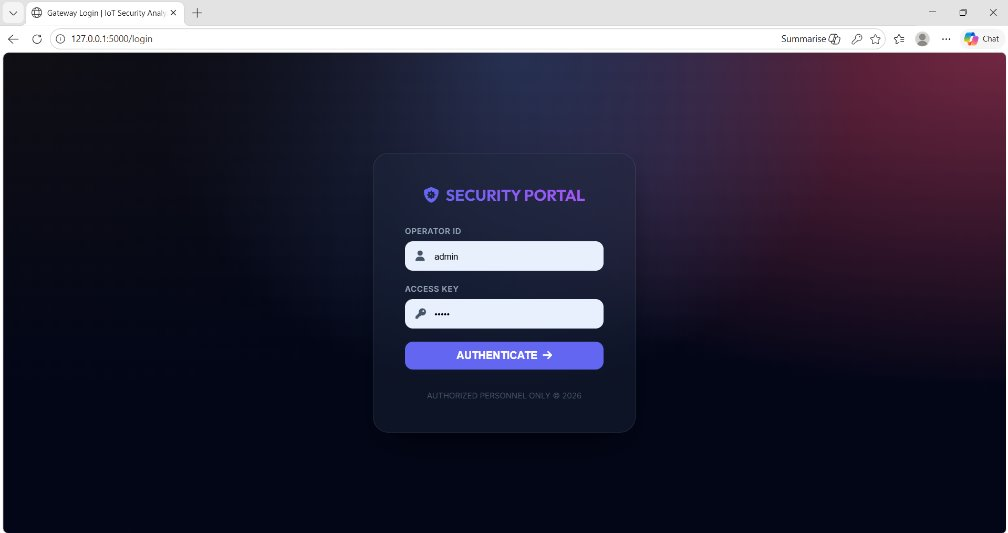 Gateway Login | IoT Security Analy
127.0.0.1:5000/login
Summarise
Chat
SECURITY PORTAL
OPERATOR ID
admin
ACCESS KEY
•••••
AUTHENTICATE →
AUTHORIZED PERSONNEL ONLY © 2026